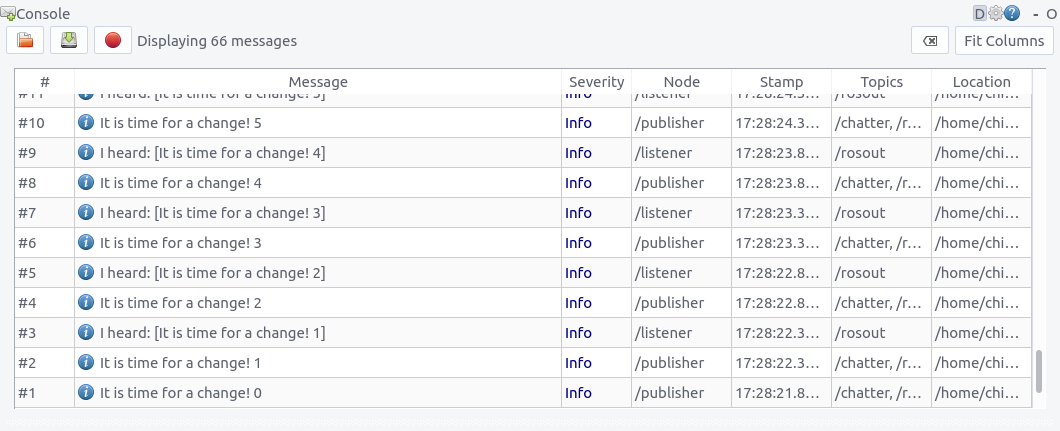 Console D ? - O
Displaying 66 messages Fit Columns
# Message Severity Node Stamp Topics Location
#11 I heard: [It is time for a change! 5] Info /listener 17:28:24.3… /rosout /home/chi…
#10 It is time for a change! 5 Info /publisher 17:28:24.3… /chatter, /r… /home/chi…
#9 I heard: [It is time for a change! 4] Info /listener 17:28:23.8… /rosout /home/chi…
#8 It is time for a change! 4 Info /publisher 17:28:23.8… /chatter, /r… /home/chi…
#7 I heard: [It is time for a change! 3] Info /listener 17:28:23.3… /rosout /home/chi…
#6 It is time for a change! 3 Info /publisher 17:28:23.3… /chatter, /r… /home/chi…
#5 I heard: [It is time for a change! 2] Info /listener 17:28:22.8… /rosout /home/chi…
#4 It is time for a change! 2 Info /publisher 17:28:22.8… /chatter, /r… /home/chi…
#3 I heard: [It is time for a change! 1] Info /listener 17:28:22.3… /rosout /home/chi…
#2 It is time for a change! 1 Info /publisher 17:28:22.3… /chatter, /r… /home/chi…
#1 It is time for a change! 0 Info /publisher 17:28:21.8… /chatter, /r… /home/chi…